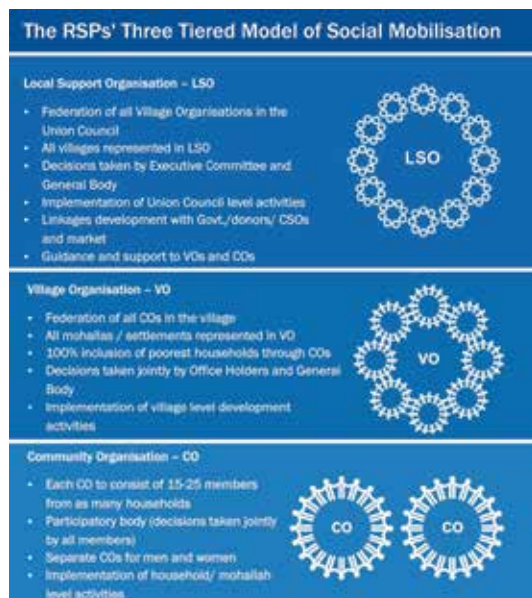 The RSPs' Three Tiered Model of Social Mobilisation
Local Support Organisation – LSO
• Federation of all Village Organisations in the
Union Council
• All villages represented in LSO
• Decisions taken by Executive Committee and
General Body
• Implementation of Union Council level activities
• Linkages development with Govt./donors/ CSOs
and market
• Guidance and support to VOs and COs
LSO
Village Organisation – VO
• Federation of all COs in the village
• All mohallas / settlements represented in VO
• 100% inclusion of poorest households through COs
• Decisions taken jointly by Office Holders and General
Body
• Implementation of village level development
activities
VO
Community Organisation – CO
• Each CO to consist of 15-25 members
from as many households
• Participatory body (decisions taken jointly
by all members)
• Separate COs for men and women
• Implementation of household/ mohallah
level activities
CO
CO